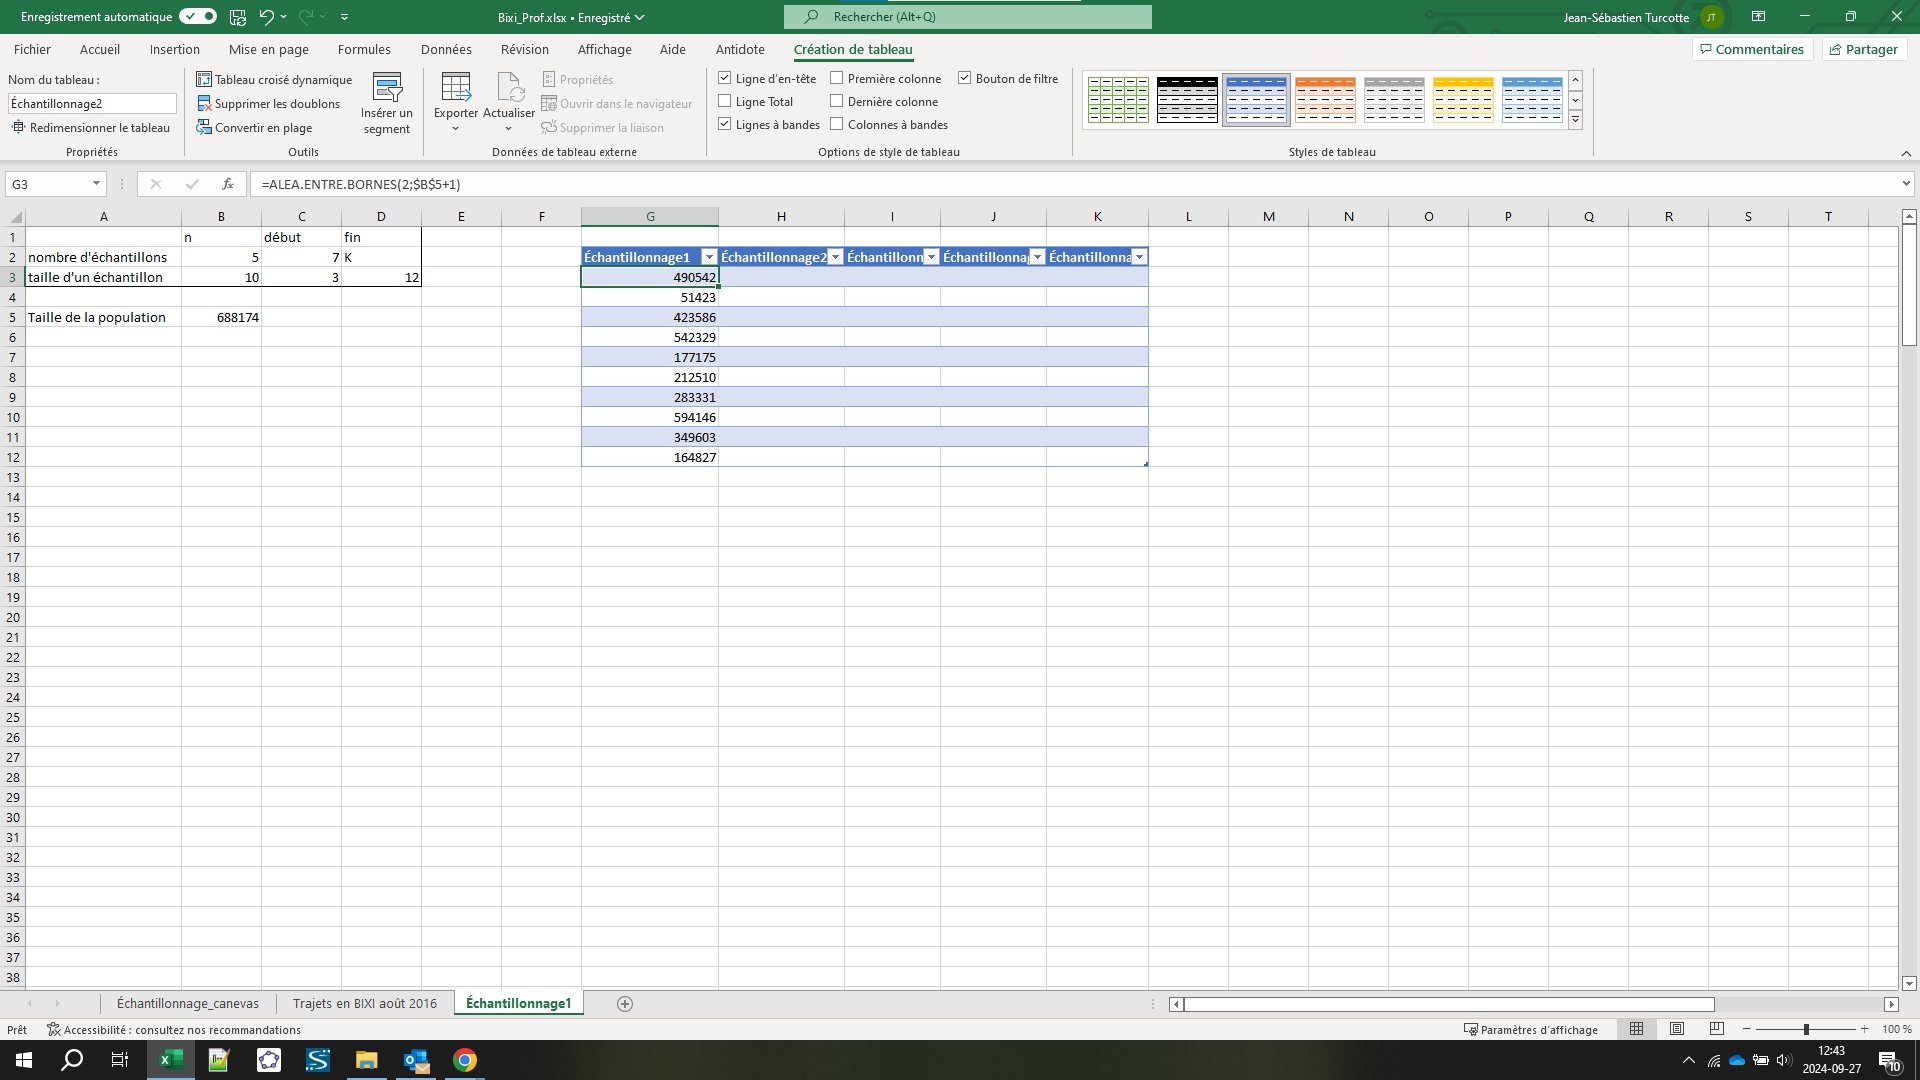 Enregistrement automatique
Bixi_Prof.xlsx • Enregistré
Rechercher (Alt+Q)
Jean-Sébastien Turcotte JT
Fichier Accueil Insertion Mise en page Formules Données Révision Affichage Aide Antidote Création de tableau Commentaires Partager
Nom du tableau :
Échantillonnage2
Redimensionner le tableau
Propriétés
Tableau croisé dynamique
Supprimer les doublons
Convertir en plage
Insérer un
segment
Outils
Exporter
Actualiser
Propriétés
Ouvrir dans le navigateur
Supprimer la liaison
Données de tableau externe
Ligne d'en-tête Première colonne Bouton de filtre
Ligne Total Dernière colonne
Lignes à bandes Colonnes à bandes
Options de style de tableau
Styles de tableau
G3 fx =ALEA.ENTRE.BORNES(2;$B$5+1)
A B C D E F G H I J K L M N O P Q R S T
1 n début fin
2 nombre d'échantillons 5 7 K Échantillonnage1 Échantillonnage2 Échantillonn Échantillonna Échantillonna
3 taille d'un échantillon 10 3 12 490542
4 51423
5 Taille de la population 688174 423586
6 542329
7 177175
8 212510
9 283331
10 594146
11 349603
12 164827
13
14
15
16
17
18
19
20
21
22
23
24
25
26
27
28
29
30
31
32
33
34
35
36
37
38
Échantillonnage_canevas Trajets en BIXI août 2016 Échantillonnage1
Prêt Accessibilité : consultez nos recommandations Paramètres d'affichage 100 %
12:43
2024-09-27
10